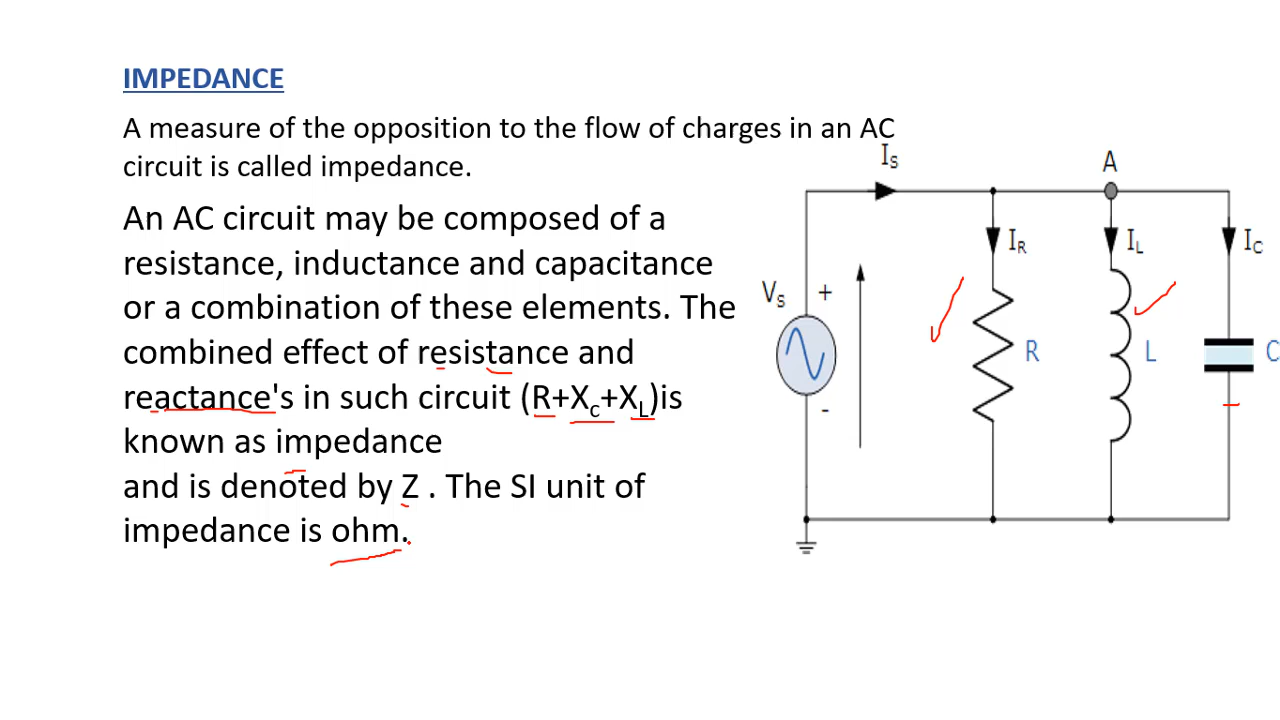 IMPEDANCE
A measure of the opposition to the flow of charges in an AC
circuit is called impedance.
An AC circuit may be composed of a
resistance, inductance and capacitance
or a combination of these elements. The
combined effect of resistance and
reactance's in such circuit (R+Xc+XL)is
known as impedance
and is denoted by Z . The SI unit of
impedance is ohm.
IS
A
IR
IL
IC
VS
+
-
R
L
C